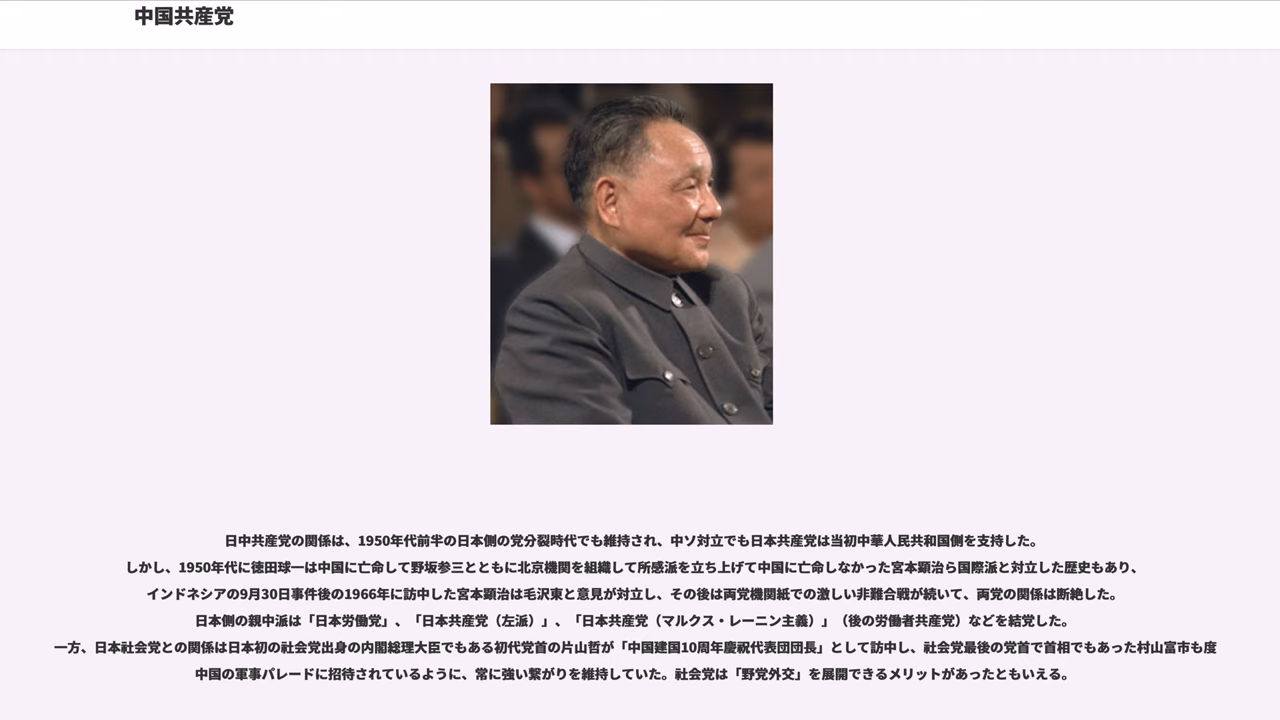 中国共産党
日中共産党の関係は、1950年代前半の日本側の党分裂時代でも維持され、中ソ対立でも日本共産党は当初中華人民共和国側を支持した。
しかし、1950年代に徳田球一は中国に亡命して野坂参三とともに北京機関を組織して所感派を立ち上げて中国に亡命しなかった宮本顕治ら国際派と対立した歴史もあり、
インドネシアの9月30日事件後の1966年に訪中した宮本顕治は毛沢東と意見が対立し、その後は両党機関紙での激しい非難合戦が続いて、両党の関係は断絶した。
日本側の親中派は「日本労働党」、「日本共産党（左派）」、「日本共産党（マルクス・レーニン主義）」（後の労働者共産党）などを結党した。
一方、日本社会党との関係は日本初の社会党出身の内閣総理大臣でもある初代党首の片山哲が「中国建国10周年慶祝代表団団長」として訪中し、社会党最後の党首で首相でもあった村山富市も度
中国の軍事パレードに招待されているように、常に強い繋がりを維持していた。社会党は「野党外交」を展開できるメリットがあったともいえる。